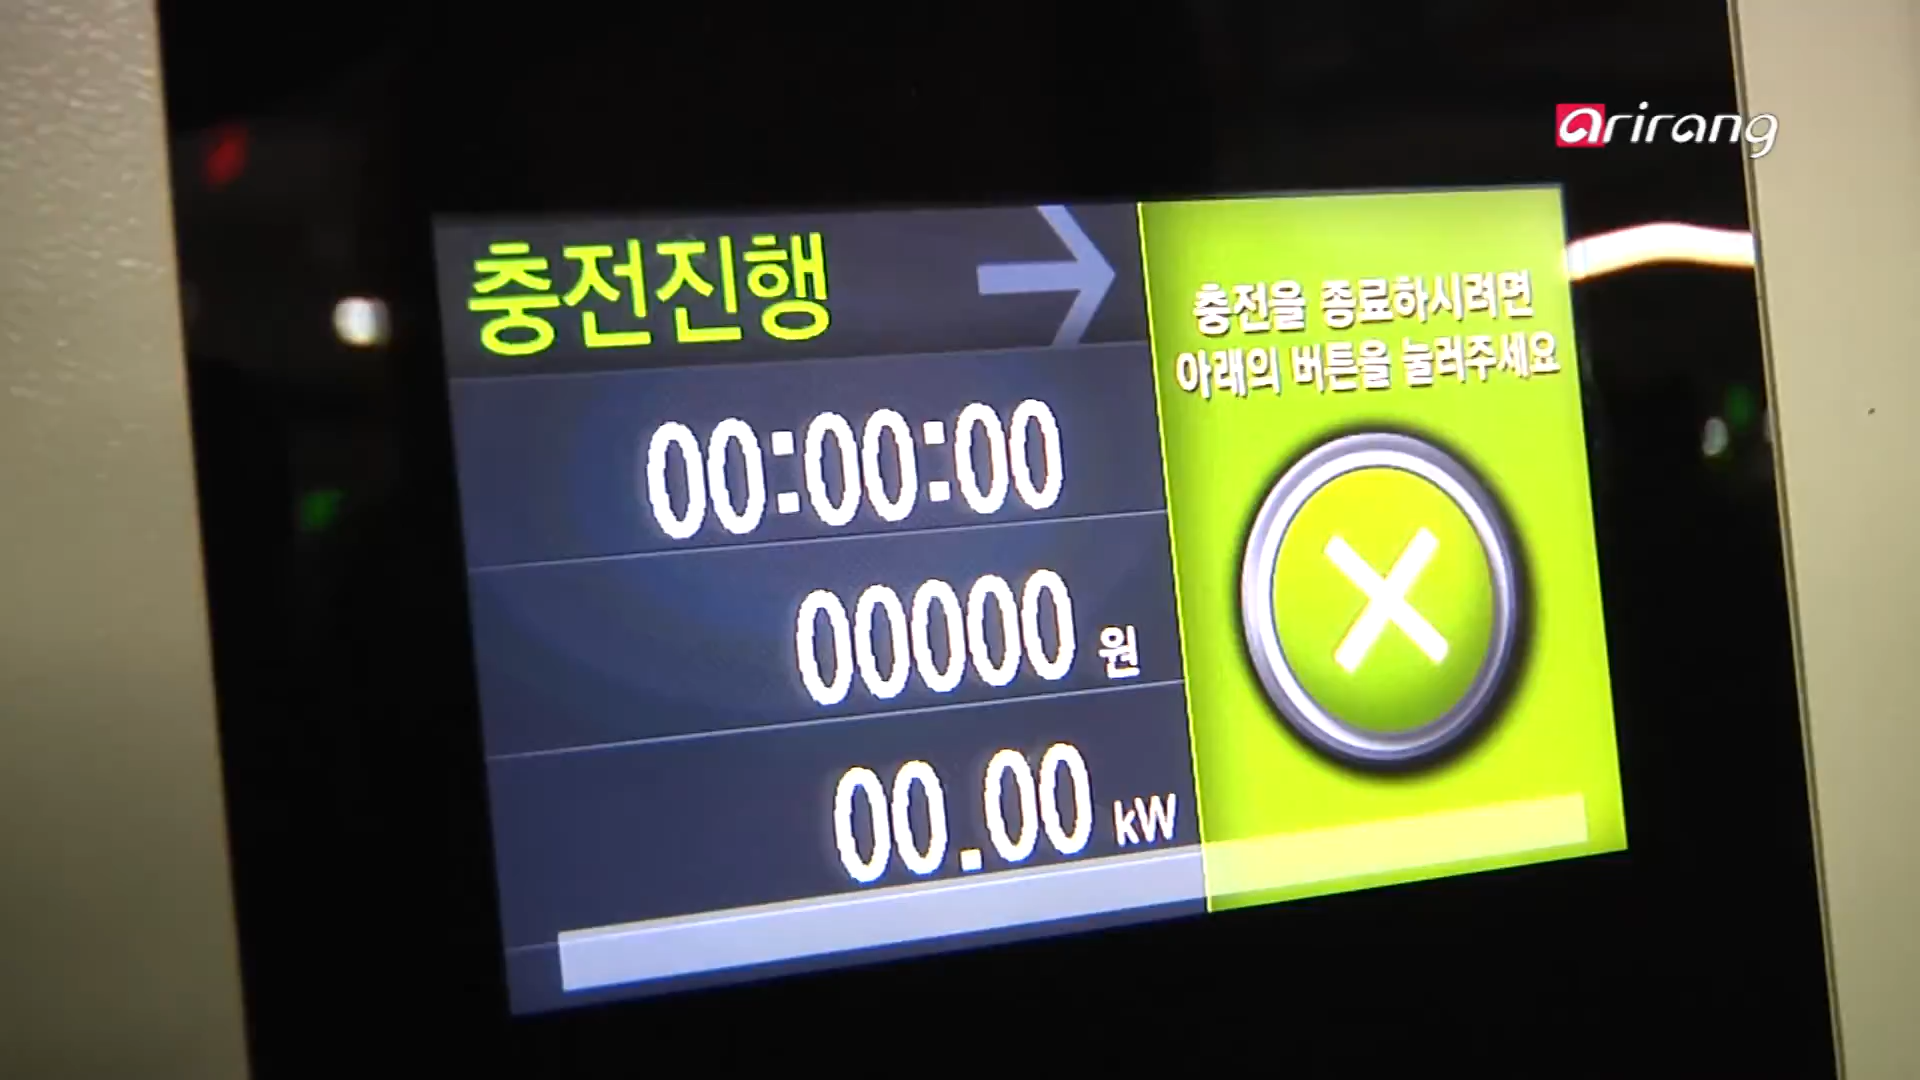 arirang
충전진행
00:00:00
00000 원
00.00 kW
충전을 종료하시려면
아래의 버튼을 눌러주세요